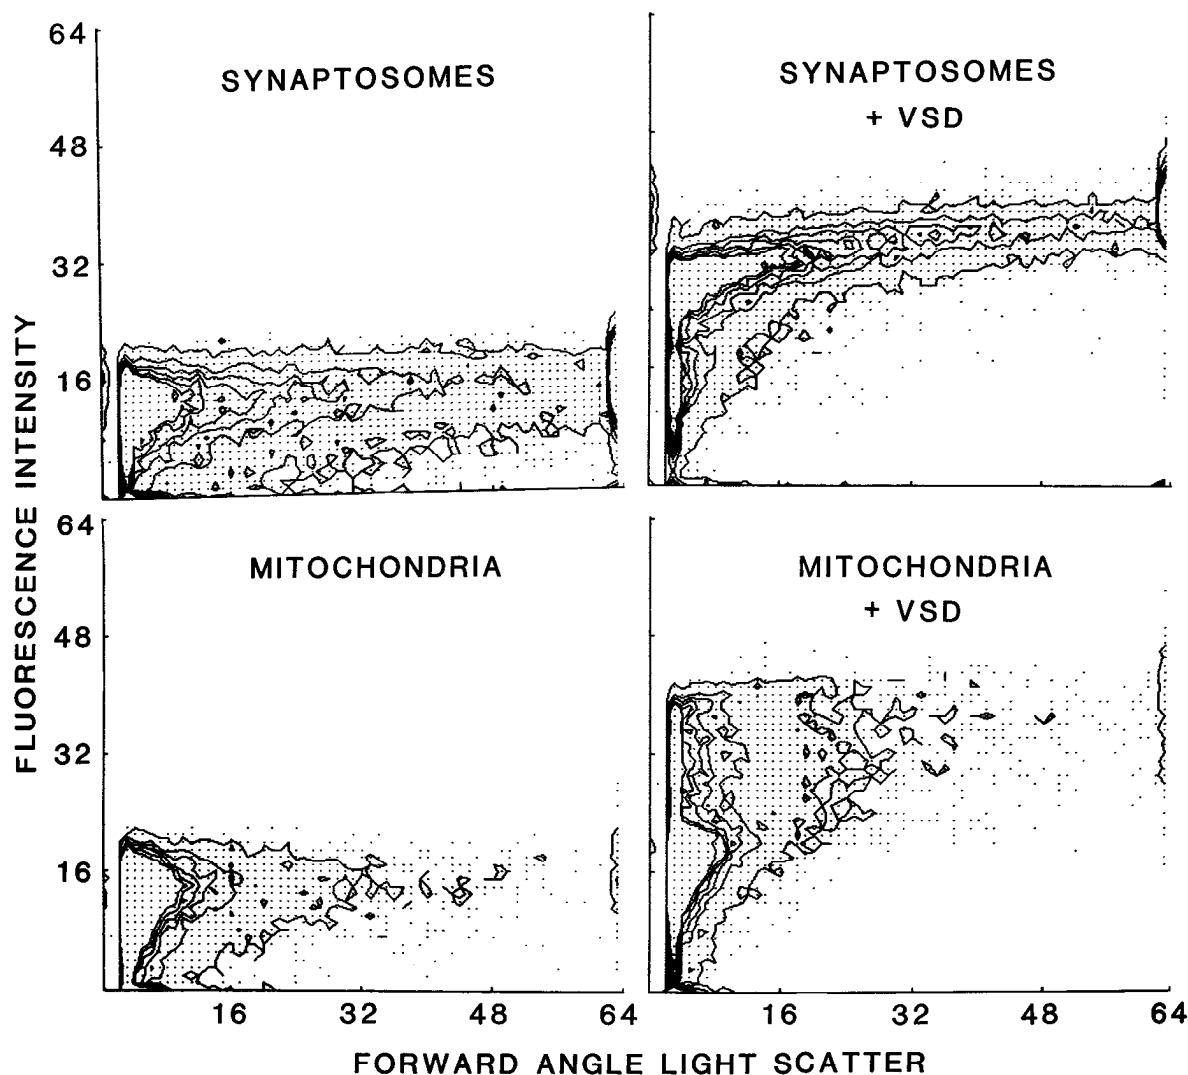 64
48
32
16
SYNAPTOSOMES
SYNAPTOSOMES
+ VSD
FLUORESCENCE INTENSITY
64
48
32
16
MITOCHONDRIA
MITOCHONDRIA
+ VSD
16 32 48 64
16 32 48 64
FORWARD ANGLE LIGHT SCATTER